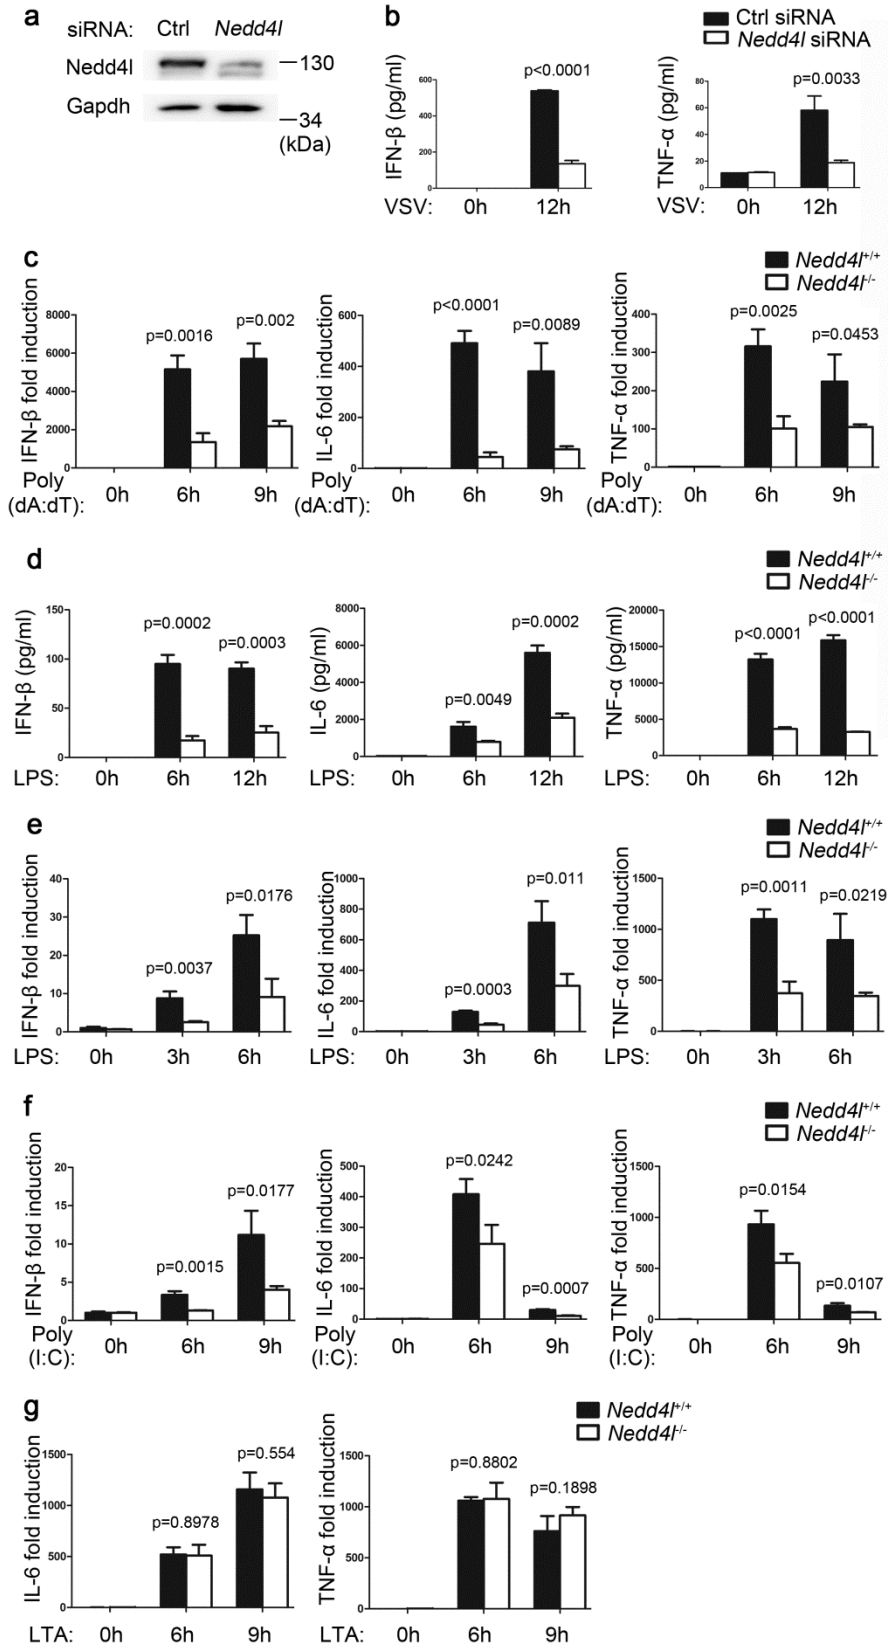 a
siRNA: Ctrl Nedd4l
Nedd4l
130
Gapdh
34
(kDa)
b
Ctrl siRNA
Nedd4l siRNA
IFN-β (pg/ml)
600
400
200
0
p<0.0001
VSV: 0h 12h
TNF-α (pg/ml)
80
60
40
20
0
p=0.0033
VSV: 0h 12h
c
Nedd4l+/+
Nedd4l-/-
IFN-β fold induction
8000
6000
4000
2000
0
p=0.0016
p=0.002
Poly
(dA:dT): 0h 6h 9h
IL-6 fold induction
600
400
200
0
p<0.0001
p=0.0089
Poly
(dA:dT): 0h 6h 9h
TNF-α fold induction
400
300
200
100
0
p=0.0025
p=0.0453
Poly
(dA:dT): 0h 6h 9h
d
Nedd4l+/+
Nedd4l-/-
IFN-β (pg/ml)
150
100
50
0
p=0.0002
p=0.0003
LPS: 0h 6h 12h
IL-6 (pg/ml)
8000
6000
4000
2000
0
p=0.0049
p=0.0002
LPS: 0h 6h 12h
TNF-α (pg/ml)
20000
15000
10000
5000
0
p<0.0001
p<0.0001
LPS: 0h 6h 12h
e
Nedd4l+/+
Nedd4l-/-
IFN-β fold induction
40
30
20
10
0
p=0.0037
p=0.0176
LPS: 0h 3h 6h
IL-6 fold induction
1000
800
600
400
200
0
p=0.0003
p=0.011
LPS: 0h 3h 6h
TNF-α fold induction
1500
1000
500
0
p=0.0011
p=0.0219
LPS: 0h 3h 6h
f
Nedd4l+/+
Nedd4l-/-
IFN-β fold induction
20
15
10
5
0
p=0.0015
p=0.0177
Poly
(I:C): 0h 6h 9h
IL-6 fold induction
500
400
300
200
100
0
p=0.0242
p=0.0007
Poly
(I:C): 0h 6h 9h
TNF-α fold induction
1500
1000
500
0
p=0.0154
p=0.0107
Poly
(I:C): 0h 6h 9h
g
Nedd4l+/+
Nedd4l-/-
IL-6 fold induction
1500
1000
500
0
p=0.8978
p=0.554
LTA: 0h 6h 9h
TNF-α fold induction
1500
1000
500
0
p=0.8802
p=0.1898
LTA: 0h 6h 9h